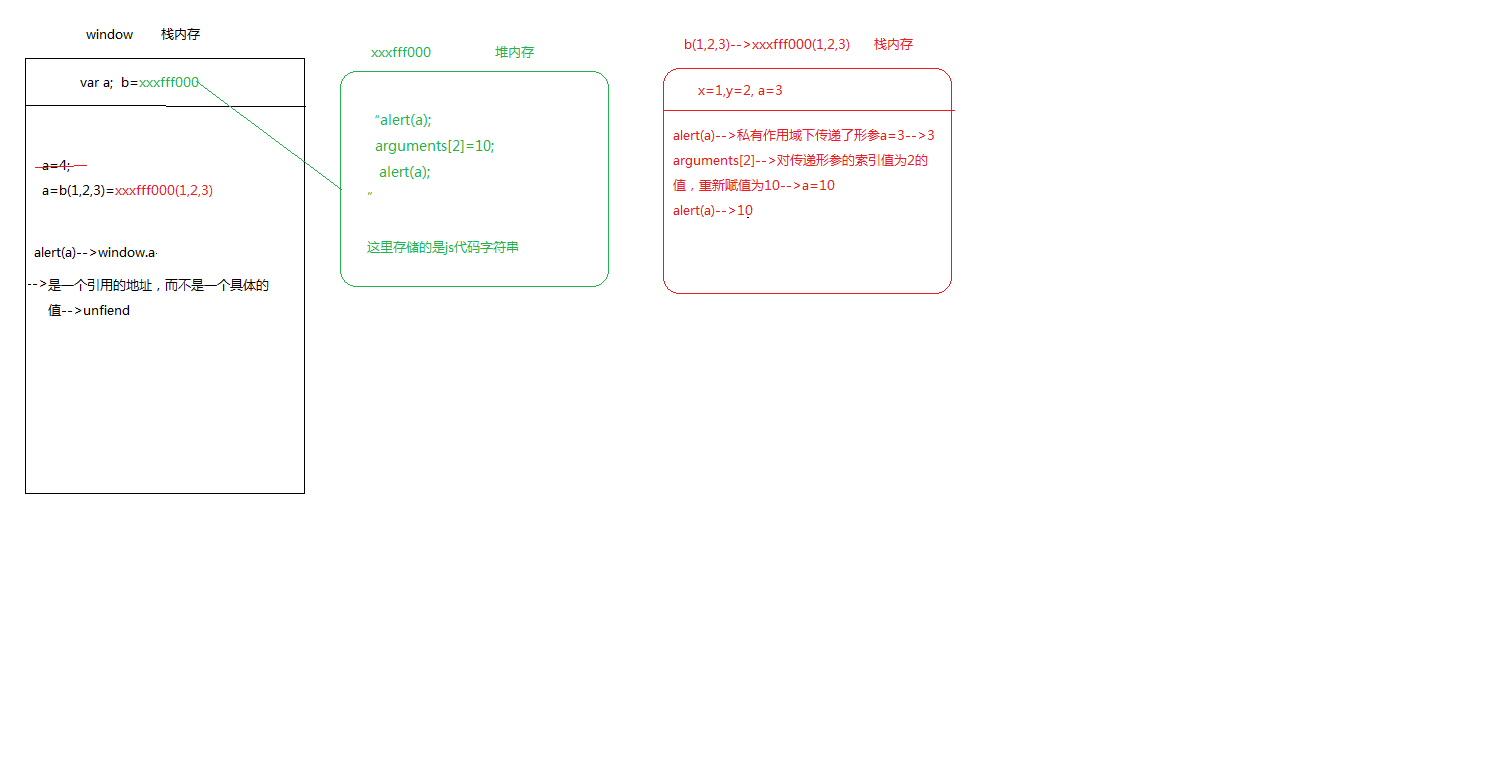 window 栈内存
var a; b=xxxfff000
a=4;
a=b(1,2,3)=xxxfff000(1,2,3)
alert(a)-->window.a
-->是一个引用的地址，而不是一个具体的
值-->unfiend
xxxfff000 堆内存
“alert(a);
arguments[2]=10;
alert(a);
”
这里存储的是js代码字符串
b(1,2,3)-->xxxfff000(1,2,3) 栈内存
x=1,y=2, a=3
alert(a)-->私有作用域下传递了形参a=3-->3
arguments[2]-->对传递形参的索引值为2的
值，重新赋值为10-->a=10
alert(a)-->10